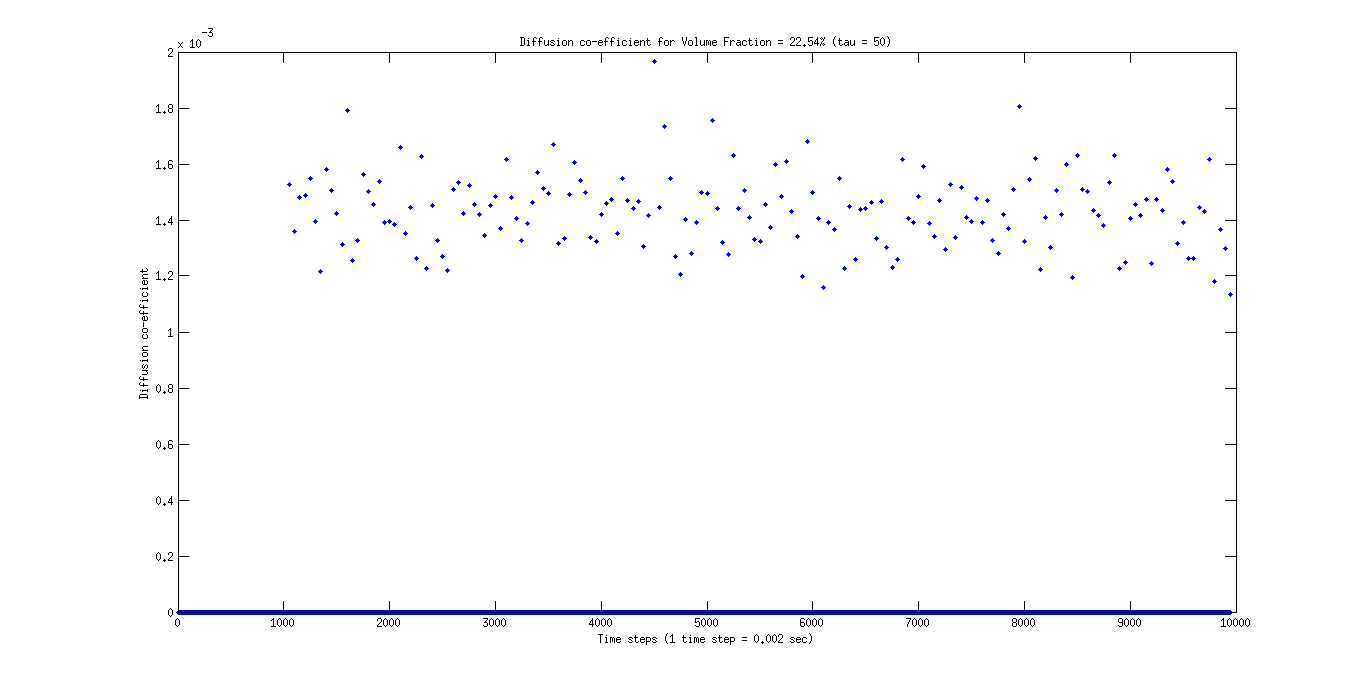 Diffusion co-efficient for Volume Fraction = 22.54% (tau = 50)
x 10^-3
2
1.8
1.6
1.4
1.2
1
0.8
0.6
0.4
0.2
0
Diffusion co-efficient
0 1000 2000 3000 4000 5000 6000 7000 8000 9000 10000
Time steps (1 time step = 0.002 sec)